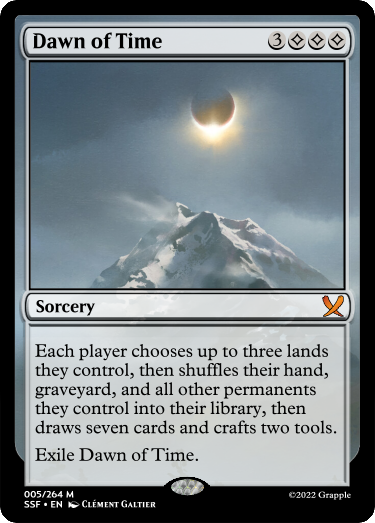 Dawn of Time 3
Sorcery
Each player chooses up to three lands
they control, then shuffles their hand,
graveyard, and all other permanents
they control into their library, then
draws seven cards and crafts two tools.
Exile Dawn of Time.
005/264 M
SSF • EN Clément Galtier
©2022 Grapple